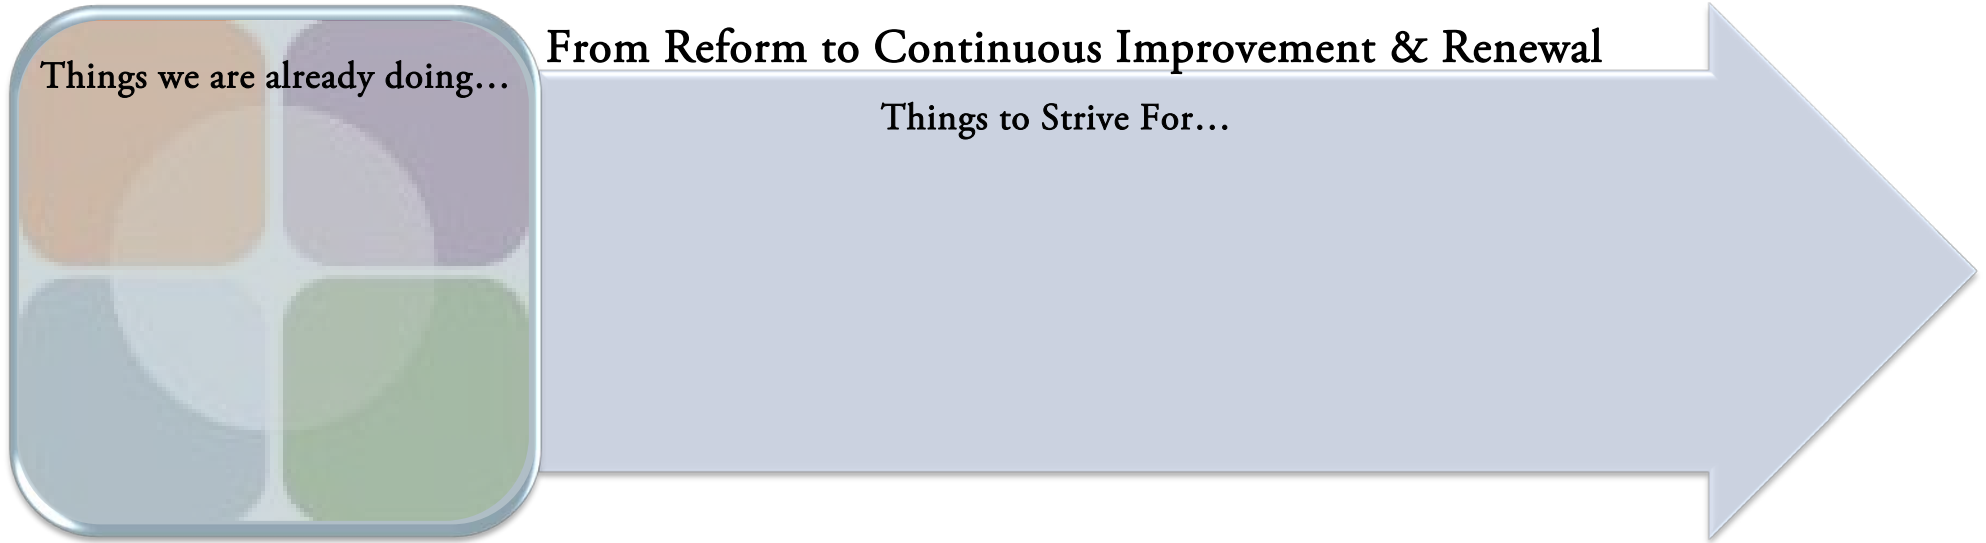 From Reform to Continuous Improvement & Renewal
Things we are already doing…
Things to Strive For…